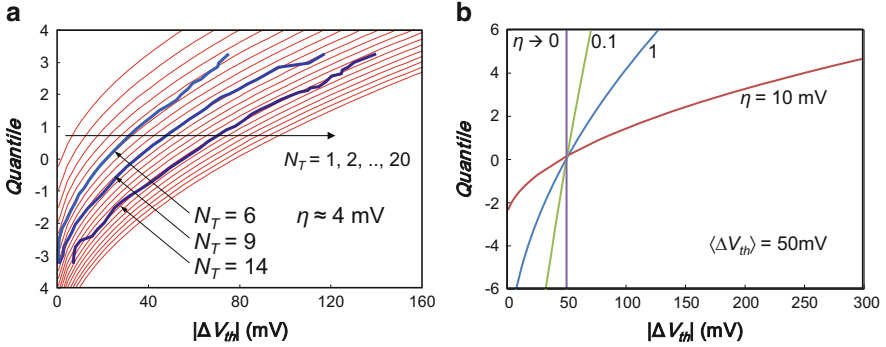 a
4
3
2
1
0
-1
-2
-3
4
Quantile
N_T = 1, 2, .., 20
N_T = 6
N_T = 9
N_T = 14
η ≈ 4 mV
0 40 80 120 160
|ΔV_th| (mV)
b
6
4
2
0
-2
-4
-6
Quantile
η → 0
0.1
1
η = 10 mV
⟨ΔV_th⟩ = 50mV
0 50 100 150 200 250 300
|ΔV_th| (mV)